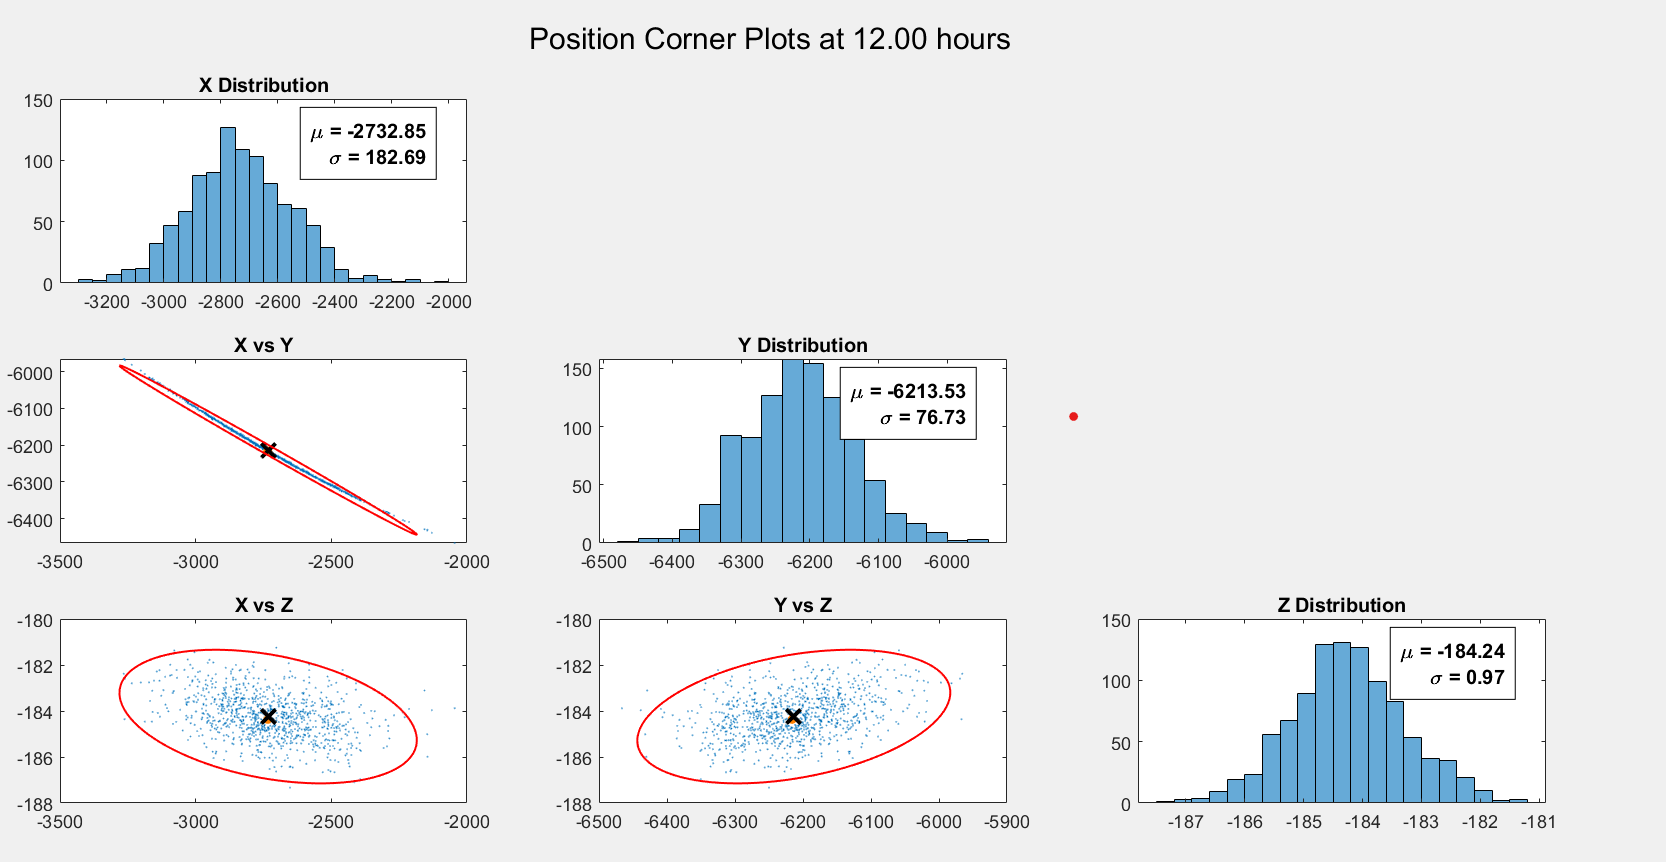 Position Corner Plots at 12.00 hours
X Distribution
150
100
50
0
μ = -2732.85
σ = 182.69
-3200 -3000 -2800 -2600 -2400 -2200 -2000
X vs Y
-6000
-6100
-6200
-6300
-6400
-3500 -3000 -2500 -2000
Y Distribution
150
100
50
0
μ = -6213.53
σ = 76.73
-6500 -6400 -6300 -6200 -6100 -6000
X vs Z
-180
-182
-184
-186
-188
-3500 -3000 -2500 -2000
Y vs Z
-180
-182
-184
-186
-188
-6500 -6400 -6300 -6200 -6100 -6000 -5900
Z Distribution
150
100
50
0
μ = -184.24
σ = 0.97
-187 -186 -185 -184 -183 -182 -181